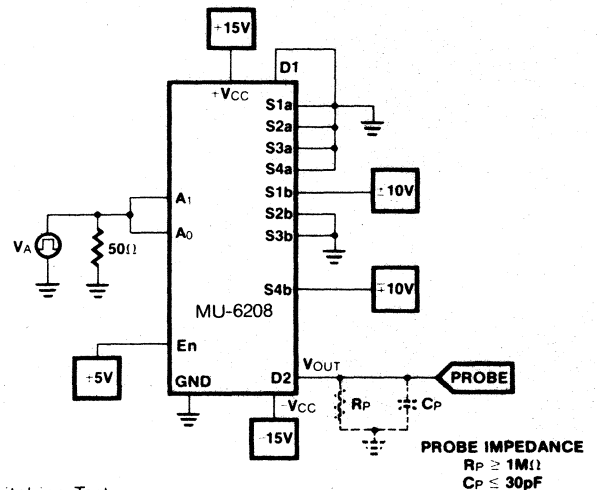 +15V
D1
+VCC
S1a
S2a
S3a
S4a
S1b
±10V
A1
S2b
A0
S3b
VA
50Ω
S4b
∓10V
MU-6208
En
+5V
VOUT
GND
D2
PROBE
RP
CP
-VCC
-15V
PROBE IMPEDANCE
RP ≥ 1MΩ
CP ≤ 30pF